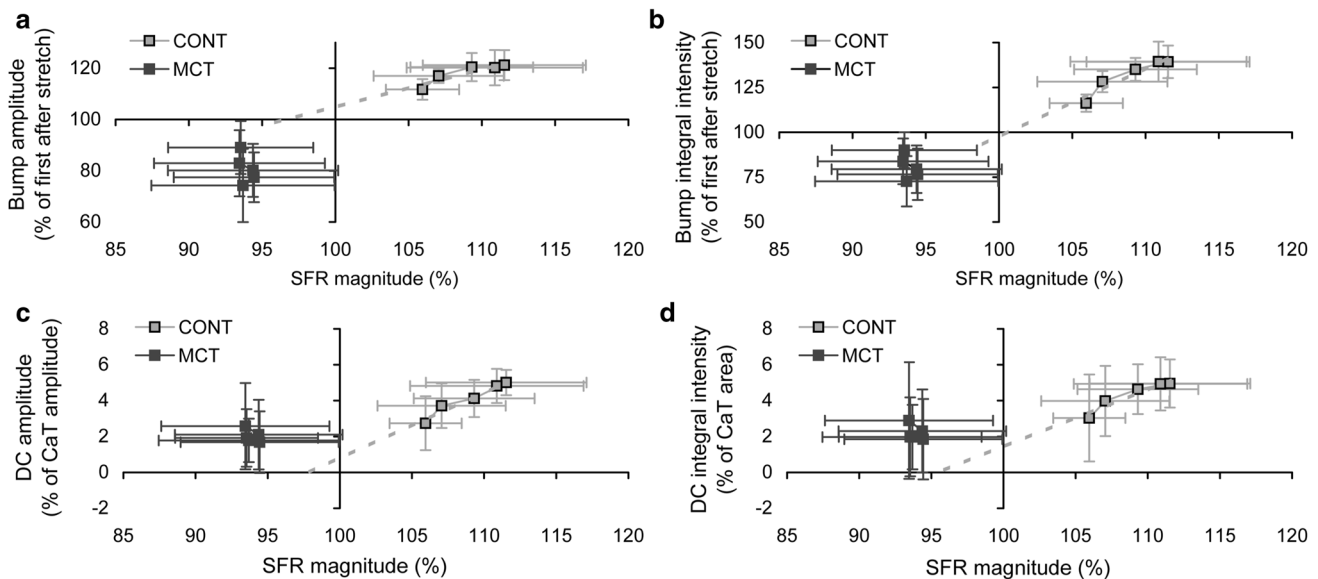 a
Bump amplitude
(% of first after stretch)
CONT
MCT
120
100
80
60
85 90 95 100 105 110 115 120
SFR magnitude (%)
b
Bump integral intensity
(% of first after stretch)
CONT
MCT
150
125
100
75
50
85 90 95 100 105 110 115 120
SFR magnitude (%)
c
DC amplitude
(% of CaT amplitude)
CONT
MCT
8
6
4
2
0
-2
85 90 95 100 105 110 115 120
SFR magnitude (%)
d
DC integral intensity
(% of CaT area)
CONT
MCT
8
6
4
2
0
-2
85 90 95 100 105 110 115 120
SFR magnitude (%)